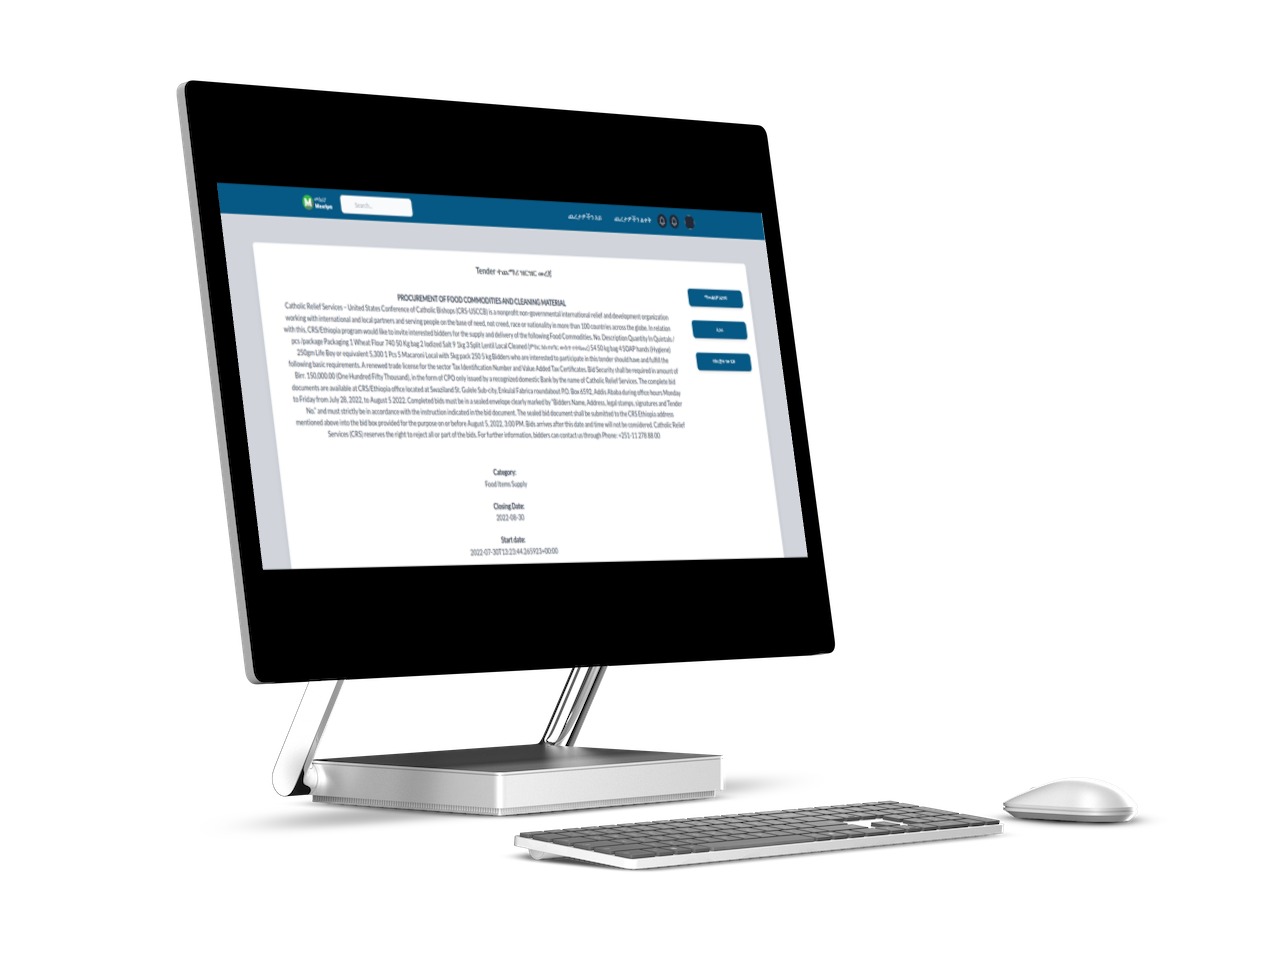 Mereja
Search...
Tender ተጨማሪ ዝርዝር መረጃ
PROCUREMENT OF FOOD COMMODITIES AND CLEANING MATERIAL
Catholic Relief Services – United States Conference of Catholic Bishops (CRS-USCCB) is a nonprofit non-governmental international relief and development organization
working with international and local partners and serving people on the base of need, not creed, race or nationality in more than 100 countries across the globe. In relation
with this, CRS/Ethiopia program would like to invite interested bidders for the supply and delivery of the following Food Commodities. No. Description Quantity in Quintals /
pcs /package Packaging 1 Wheat Flour 740 50 Kg bag 2 Iodized Salt 9 1kg 3 Split Lentil Local Cleaned 54 50 kg bag 4 SOAP hands (Hygiene)
250gm Life Boy or equivalent 5,300 1 Pcs 5 Macaroni Local with 5kg pack 250 5 kg Bidders who are interested to participate in this tender should have and fulfill the
following basic requirements. A renewed trade license for the sector Tax Identification Number and Value Added Tax Certificates. Bid Security shall be required in amount of
Birr. 150,000.00 (One Hundred Fifty Thousand), in the form of CPO only issued by a recognized domestic Bank by the name of Catholic Relief Services. The complete bid
documents are available at CRS/Ethiopia office located at Swaziland St. Gulele Sub-city, Enkulal Fabrica roundabout P.O. Box 6592, Addis Ababa during office hours Monday
to Friday from July 28, 2022, to August 5 2022. Completed bids must be in a sealed envelope clearly marked by "Bidders Name, Address, legal stamps, signatures and Tender
No." and must strictly be in accordance with the instruction indicated in the bid document. The sealed bid document shall be submitted to the CRS Ethiopia address
mentioned above into the bid box provided for the purpose on or before August 5, 2022, 3:00 PM. Bids arrives after this date and time will not be considered. Catholic Relief
Services (CRS) reserves the right to reject all or part of the bids. For further information, bidders can contact us through Phone: +251-11 278 88 00
Category:
Food Items Supply
Closing Date:
2022-08-30
Start date:
2022-07-30T13:23:44.265923+00:00